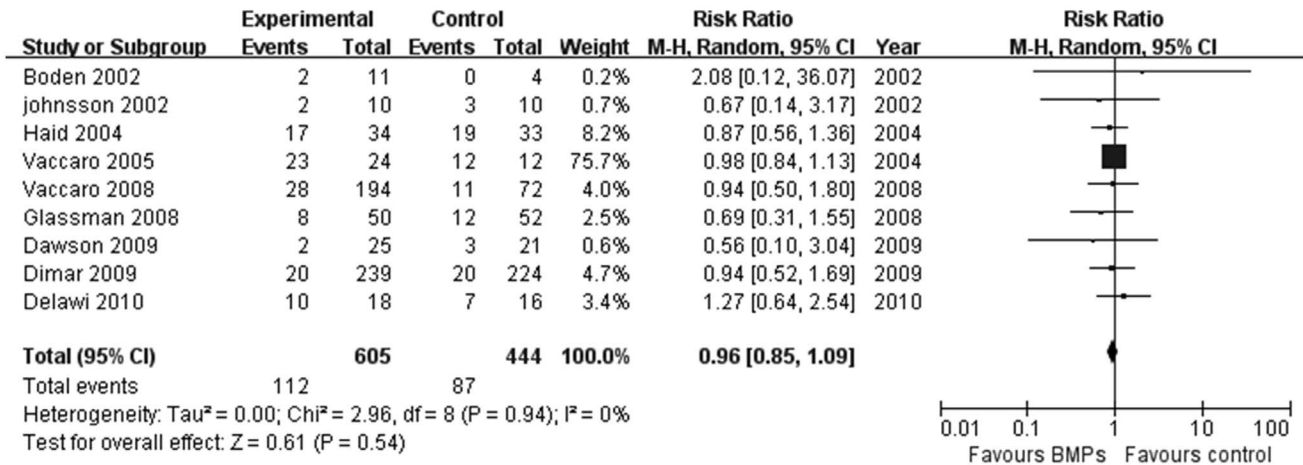 Experimental Control Risk Ratio Risk Ratio
Study or Subgroup Events Total Events Total Weight M-H, Random, 95% CI Year M-H, Random, 95% CI
Boden 2002 2 11 0 4 0.2% 2.08 [0.12, 36.07] 2002
johnsson 2002 2 10 3 10 0.7% 0.67 [0.14, 3.17] 2002
Haid 2004 17 34 19 33 8.2% 0.87 [0.56, 1.36] 2004
Vaccaro 2005 23 24 12 12 75.7% 0.98 [0.84, 1.13] 2004
Vaccaro 2008 28 194 11 72 4.0% 0.94 [0.50, 1.80] 2008
Glassman 2008 8 50 12 52 2.5% 0.69 [0.31, 1.55] 2008
Dawson 2009 2 25 3 21 0.6% 0.56 [0.10, 3.04] 2009
Dimar 2009 20 239 20 224 4.7% 0.94 [0.52, 1.69] 2009
Delawi 2010 10 18 7 16 3.4% 1.27 [0.64, 2.54] 2010
Total (95% CI) 605 444 100.0% 0.96 [0.85, 1.09]
Total events 112 87
Heterogeneity: Tau² = 0.00; Chi² = 2.96, df = 8 (P = 0.94); I² = 0%
Test for overall effect: Z = 0.61 (P = 0.54)
0.01 0.1 1 10 100
Favours BMPs Favours control